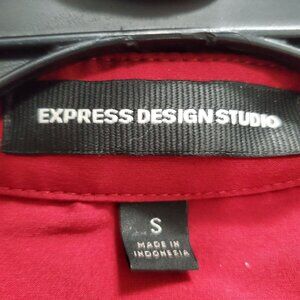 EXPRESS DESIGN STUDIO
S
MADE IN
INDONESIA